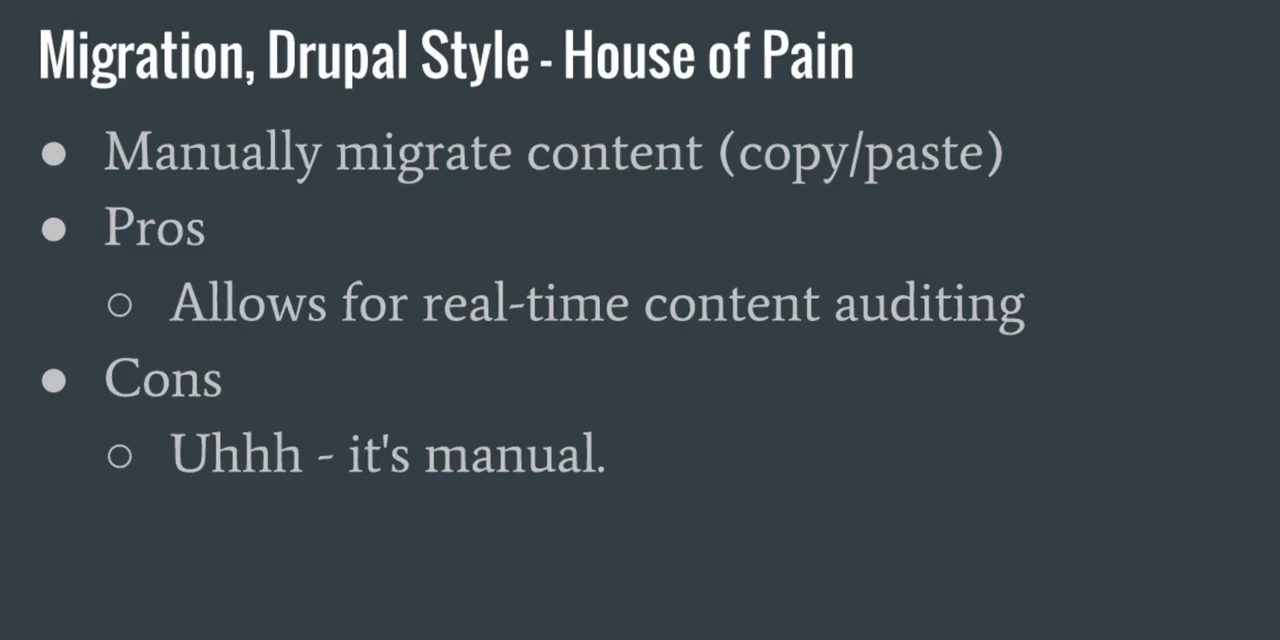 Migration, Drupal Style - House of Pain
● Manually migrate content (copy/paste)
● Pros
○ Allows for real-time content auditing
● Cons
○ Uhhh - it's manual.